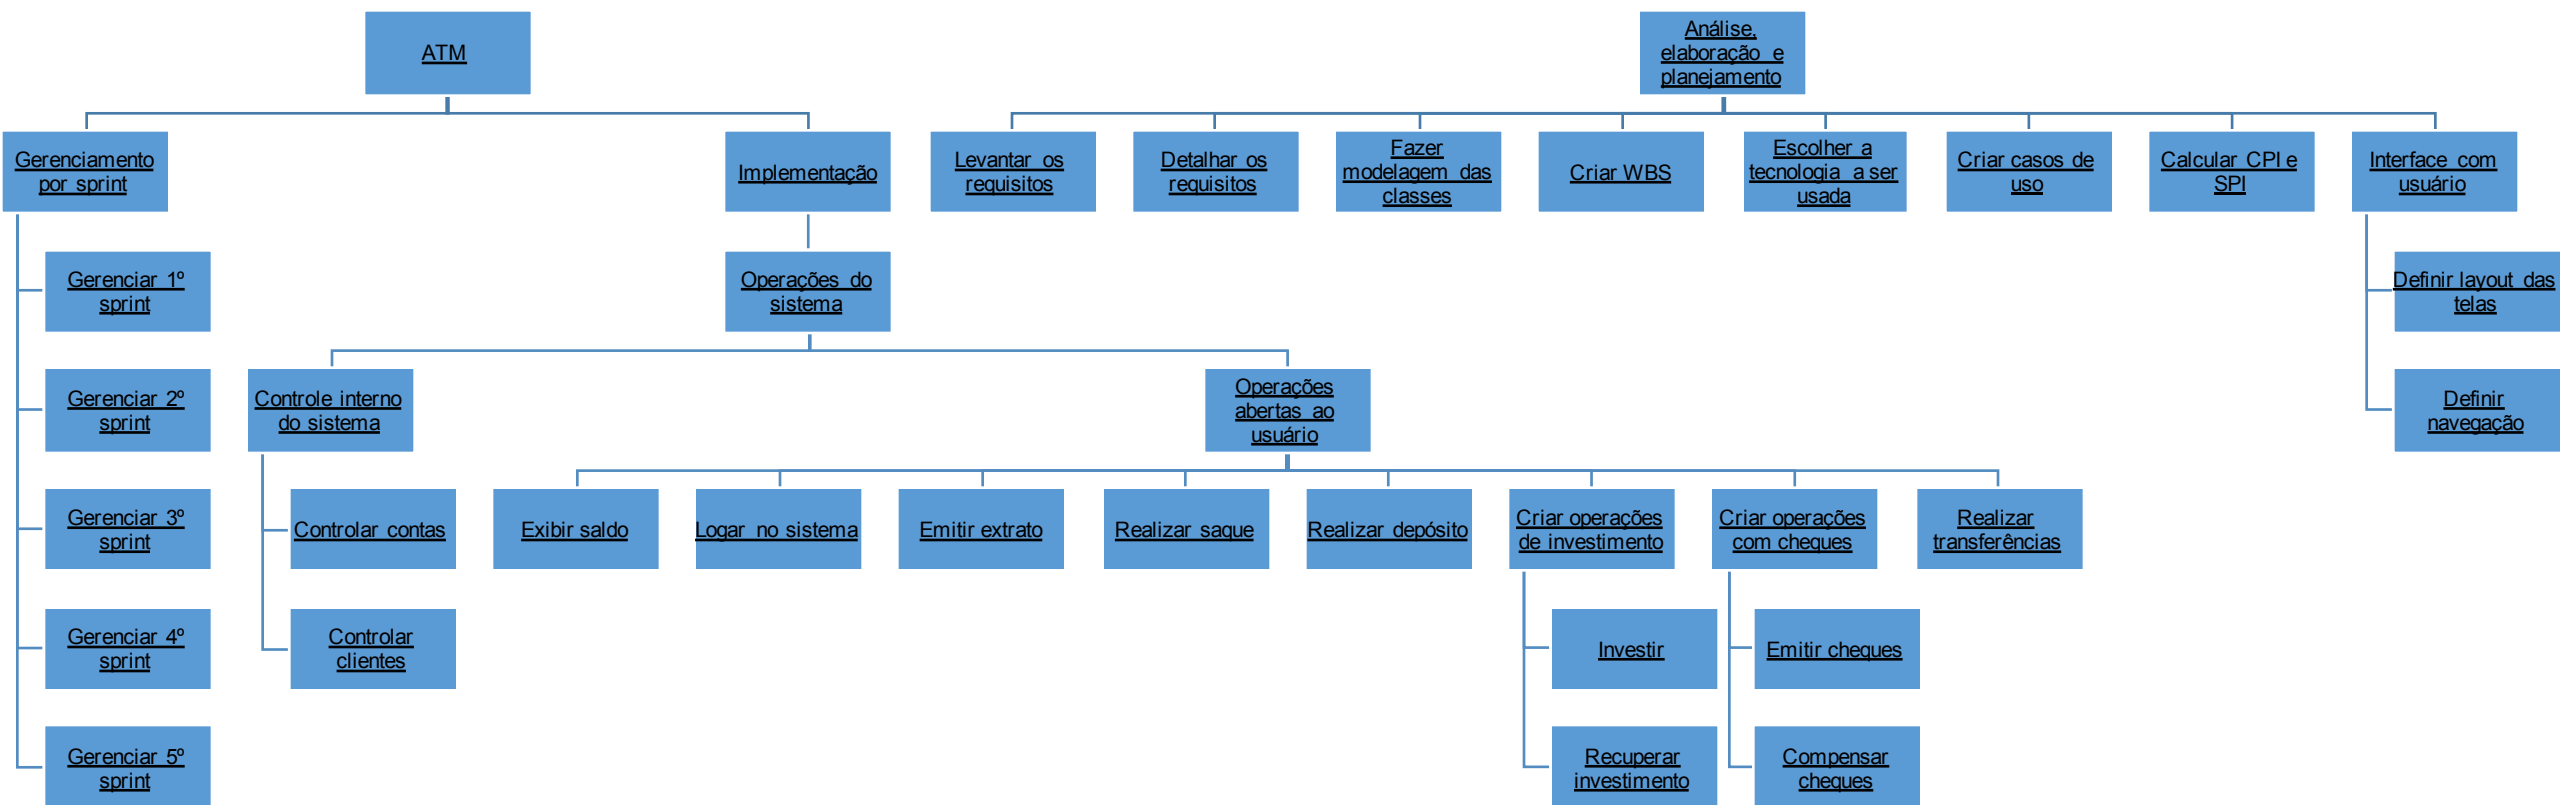 ATM
Análise,
elaboração e
planejamento
Gerenciamento
por sprint
Implementação
Levantar os
requisitos
Detalhar os
requisitos
Fazer
modelagem das
classes
Criar WBS
Escolher a
tecnologia a ser
usada
Criar casos de
uso
Calcular CPI e
SPI
Interface com
usuário
Gerenciar 1º
sprint
Operações do
sistema
Definir layout das
telas
Gerenciar 2º
sprint
Controle interno
do sistema
Operações
abertas ao
usuário
Definir
navegação
Gerenciar 3º
sprint
Controlar contas
Exibir saldo
Logar no sistema
Emitir extrato
Realizar saque
Realizar depósito
Criar operações
de investimento
Criar operações
com cheques
Realizar
transferências
Gerenciar 4º
sprint
Controlar
clientes
Investir
Emitir cheques
Gerenciar 5º
sprint
Recuperar
investimento
Compensar
cheques